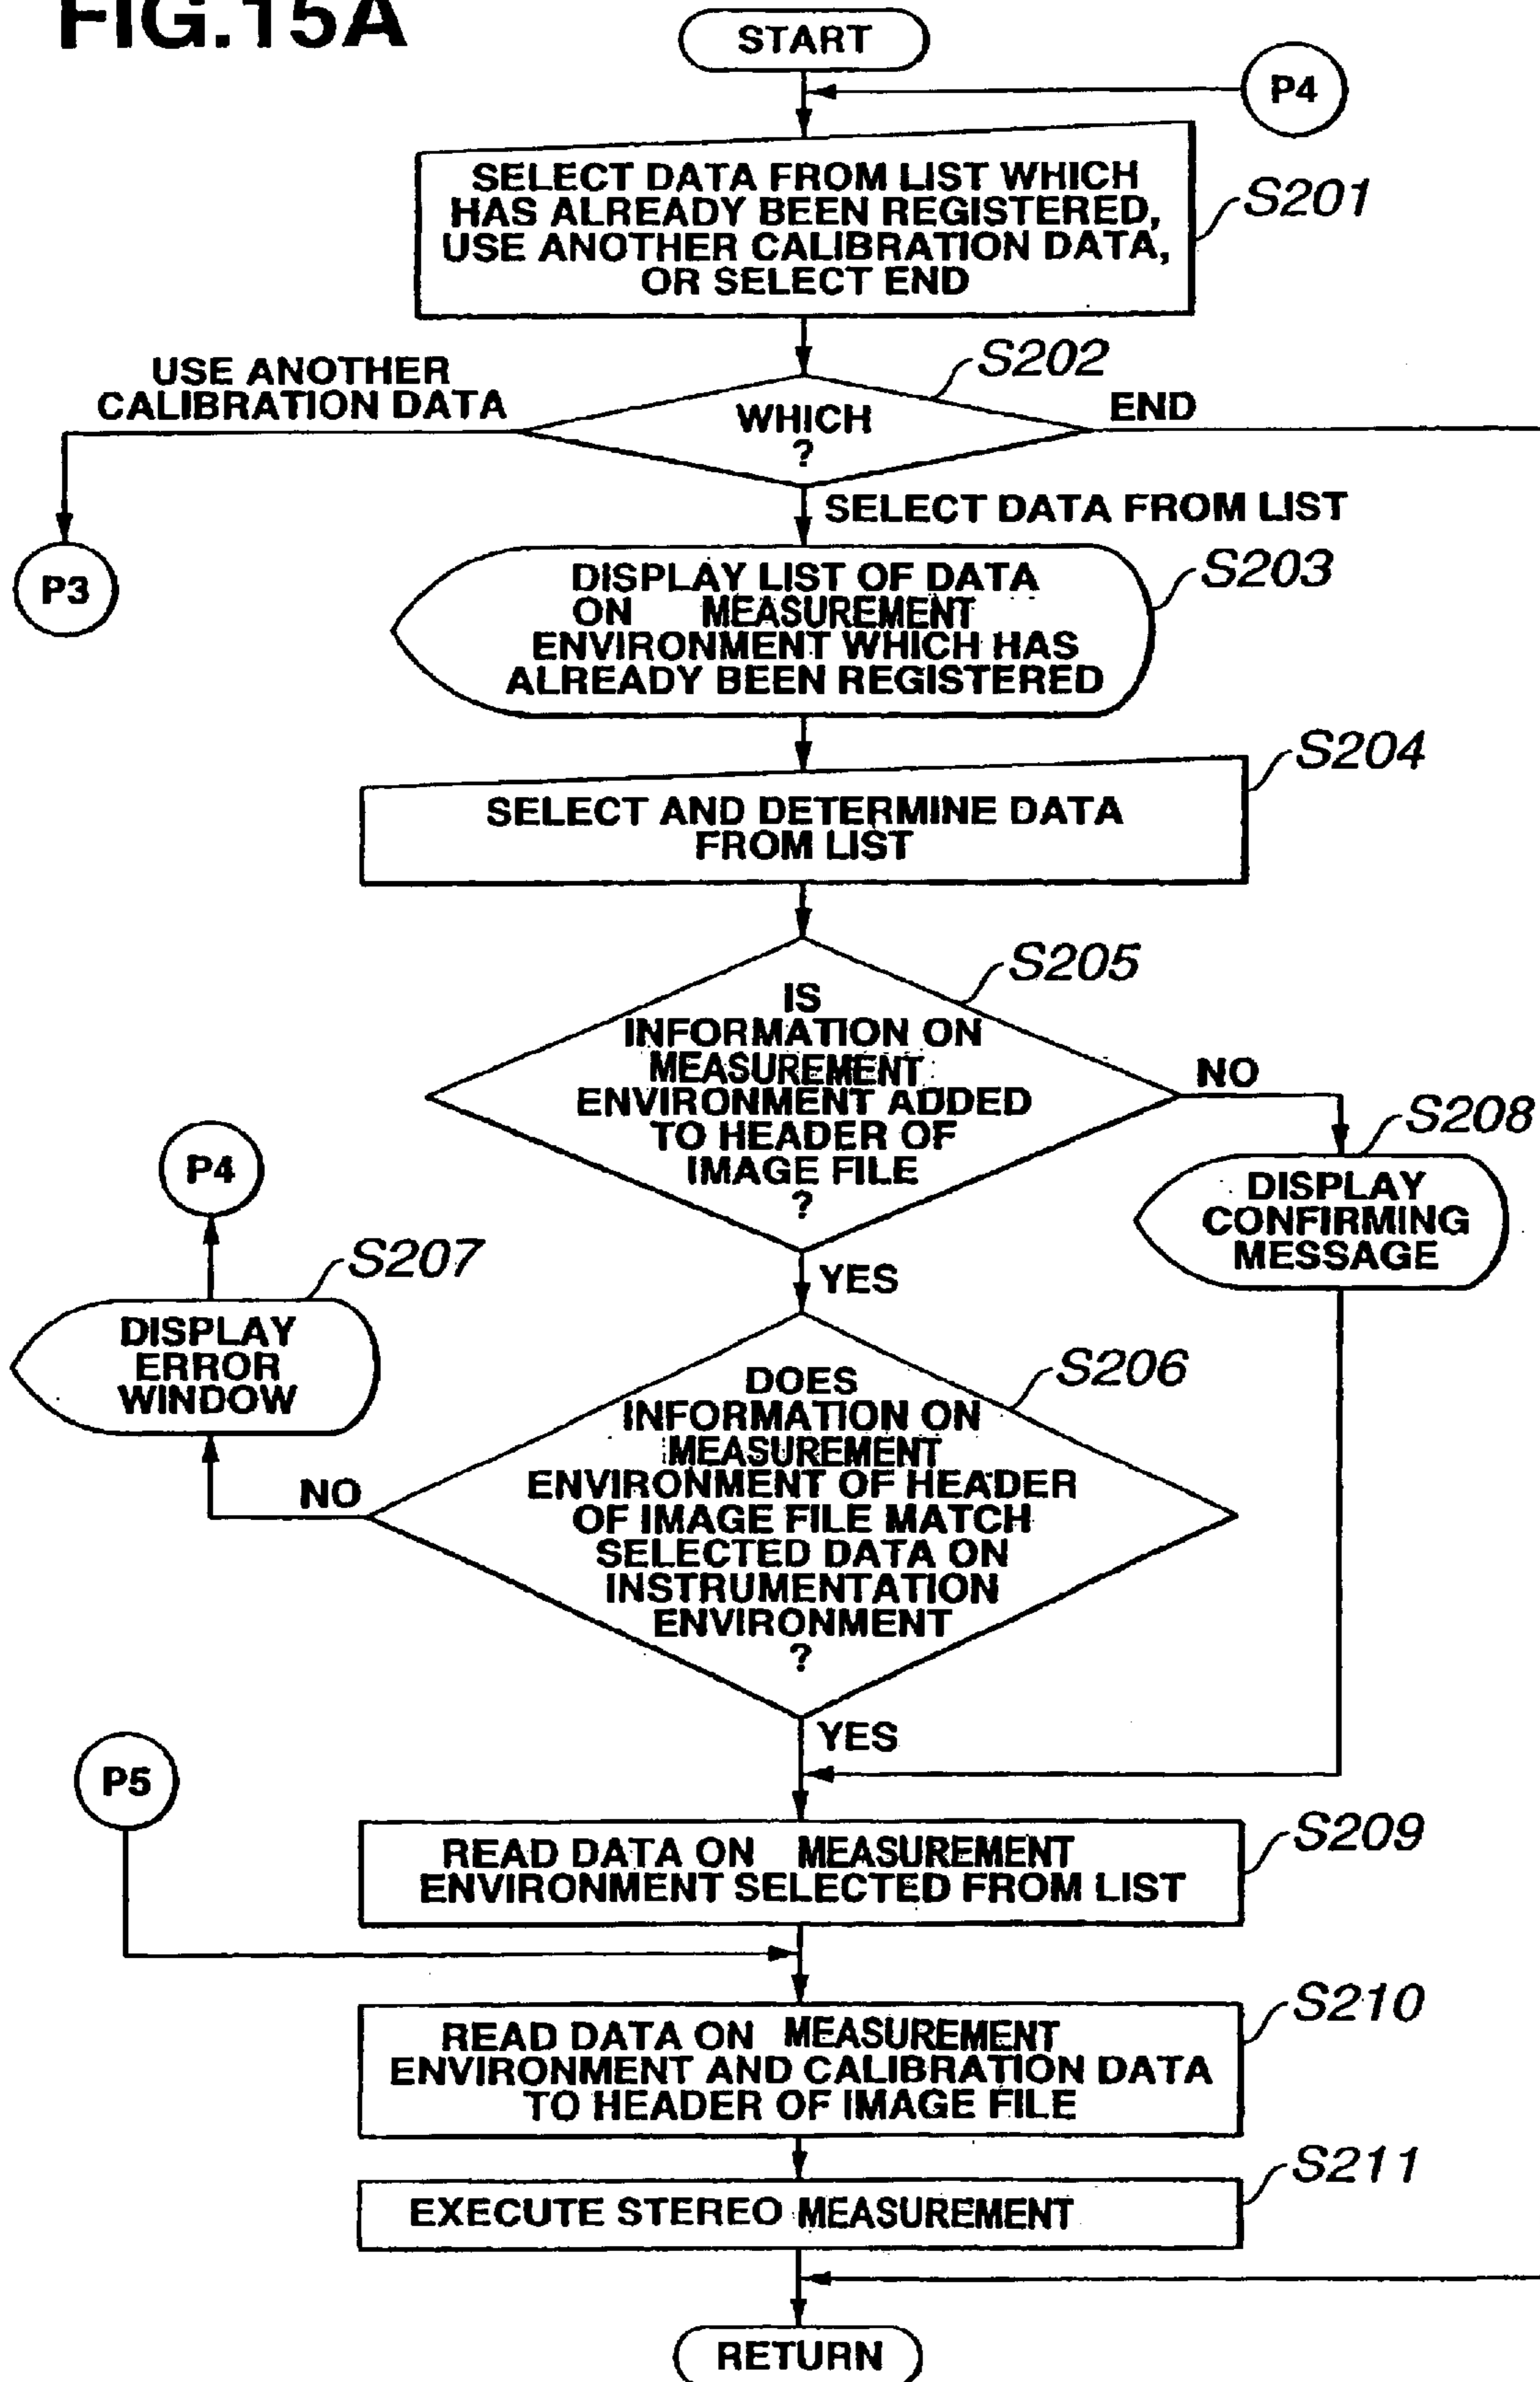 FIG.15A
START
P4
SELECT DATA FROM LIST WHICH
HAS ALREADY BEEN REGISTERED,
USE ANOTHER CALIBRATION DATA,
OR SELECT END
S201
S202
USE ANOTHER
CALIBRATION DATA
WHICH
?
END
SELECT DATA FROM LIST
P3
DISPLAY LIST OF DATA
ON MEASUREMENT
ENVIRONMENT WHICH HAS
ALREADY BEEN REGISTERED
S203
S204
SELECT AND DETERMINE DATA
FROM LIST
S205
IS
INFORMATION ON
MEASUREMENT
ENVIRONMENT ADDED
TO HEADER OF
IMAGE FILE
?
NO
S208
DISPLAY
CONFIRMING
MESSAGE
P4
YES
S207
DISPLAY
ERROR
WINDOW
NO
S206
DOES
INFORMATION ON
MEASUREMENT
ENVIRONMENT OF HEADER
OF IMAGE FILE MATCH
SELECTED DATA ON
INSTRUMENTATION
ENVIRONMENT
?
YES
P5
READ DATA ON MEASUREMENT
ENVIRONMENT SELECTED FROM LIST
S209
READ DATA ON MEASUREMENT
ENVIRONMENT AND CALIBRATION DATA
TO HEADER OF IMAGE FILE
S210
EXECUTE STEREO MEASUREMENT
S211
RETURN